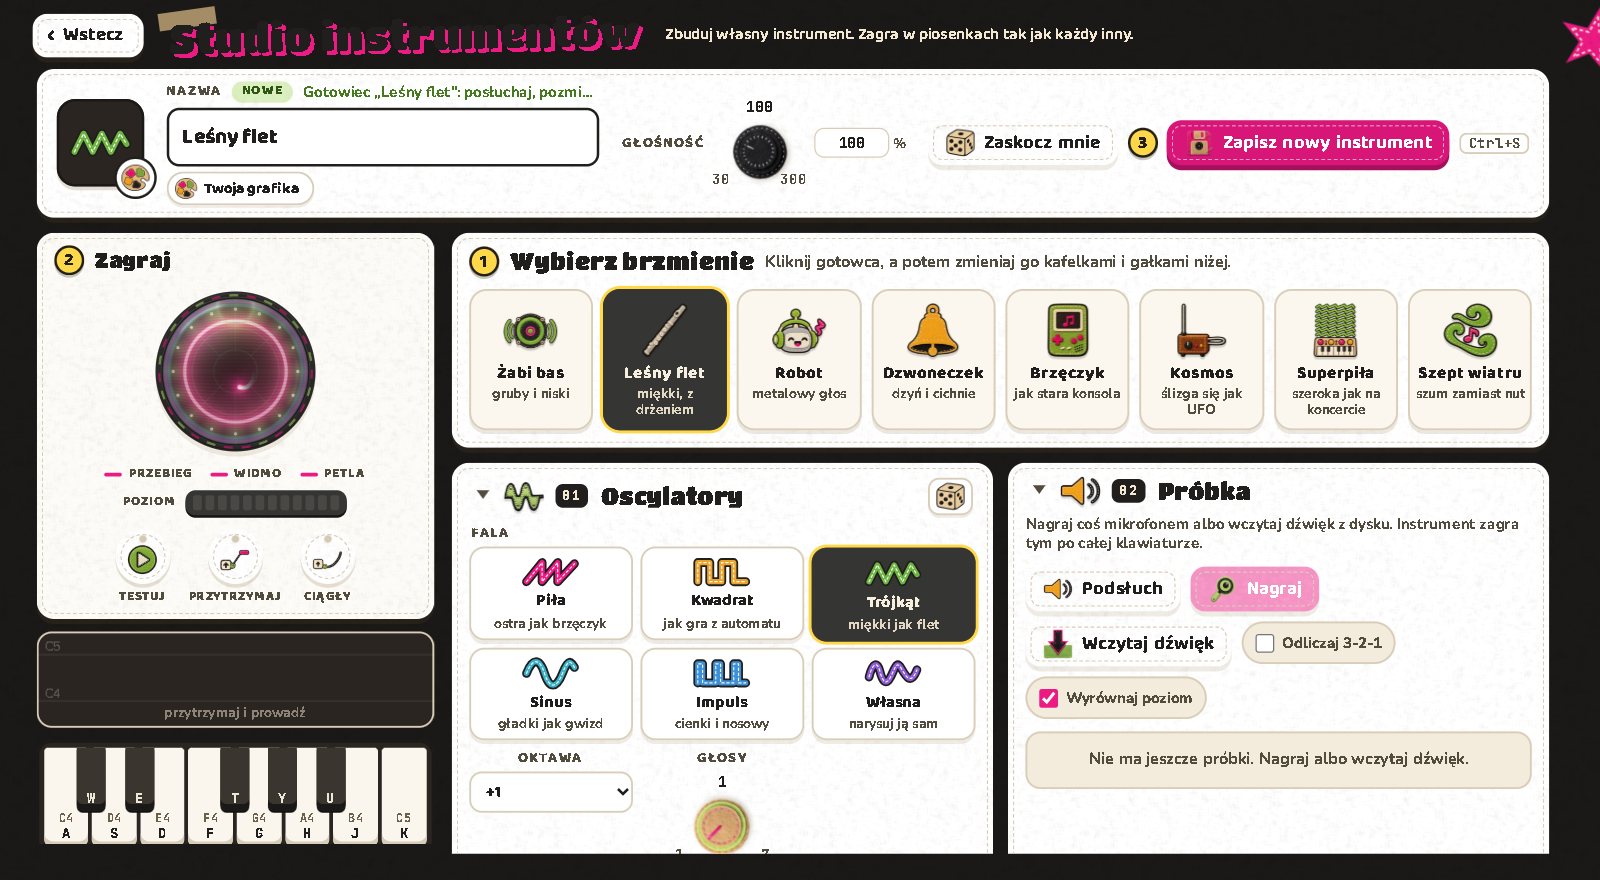 ‹ Wstecz
Studio instrumentów
Zbuduj własny instrument. Zagra w piosenkach tak jak każdy inny.
NAZWA NOWE Gotowiec „Leśny flet": posłuchaj, pozmi...
Leśny flet
Twoja grafika
GŁOŚNOŚĆ
100
30 300
100 %
Zaskocz mnie
3 Zapisz nowy instrument
Ctrl+S
2 Zagraj
PRZEBIEG WIDMO PĘTLA
POZIOM
TESTUJ PRZYTRZYMAJ CIĄGŁY
C5
C4
przytrzymaj i prowadź
W E T Y U
C4 D4 E4 F4 G4 A4 B4 C5
A S D F G H J K
1 Wybierz brzmienie Kliknij gotowca, a potem zmieniaj go kafelkami i gałkami niżej.
Żabi bas
gruby i niski
Leśny flet
miękki, z
drżeniem
Robot
metalowy głos
Dzwoneczek
dzyń i cichnie
Brzęczyk
jak stara konsola
Kosmos
ślizga się jak
UFO
Superpiła
szeroka jak na
koncercie
Szept wiatru
szum zamiast nut
01 Oscylatory
FALA
Piła
ostra jak brzęczyk
Kwadrat
jak gra z automatu
Trójkąt
miękki jak flet
Sinus
gładki jak gwizd
Impuls
cienki i nosowy
Własna
narysuj ją sam
OKTAWA
+1
GŁOSY
1
1 7
02 Próbka
Nagraj coś mikrofonem albo wczytaj dźwięk z dysku. Instrument zagra
tym po całej klawiaturze.
Podsłuch
Nagraj
Wczytaj dźwięk
Odliczaj 3-2-1
Wyrównaj poziom
Nie ma jeszcze próbki. Nagraj albo wczytaj dźwięk.